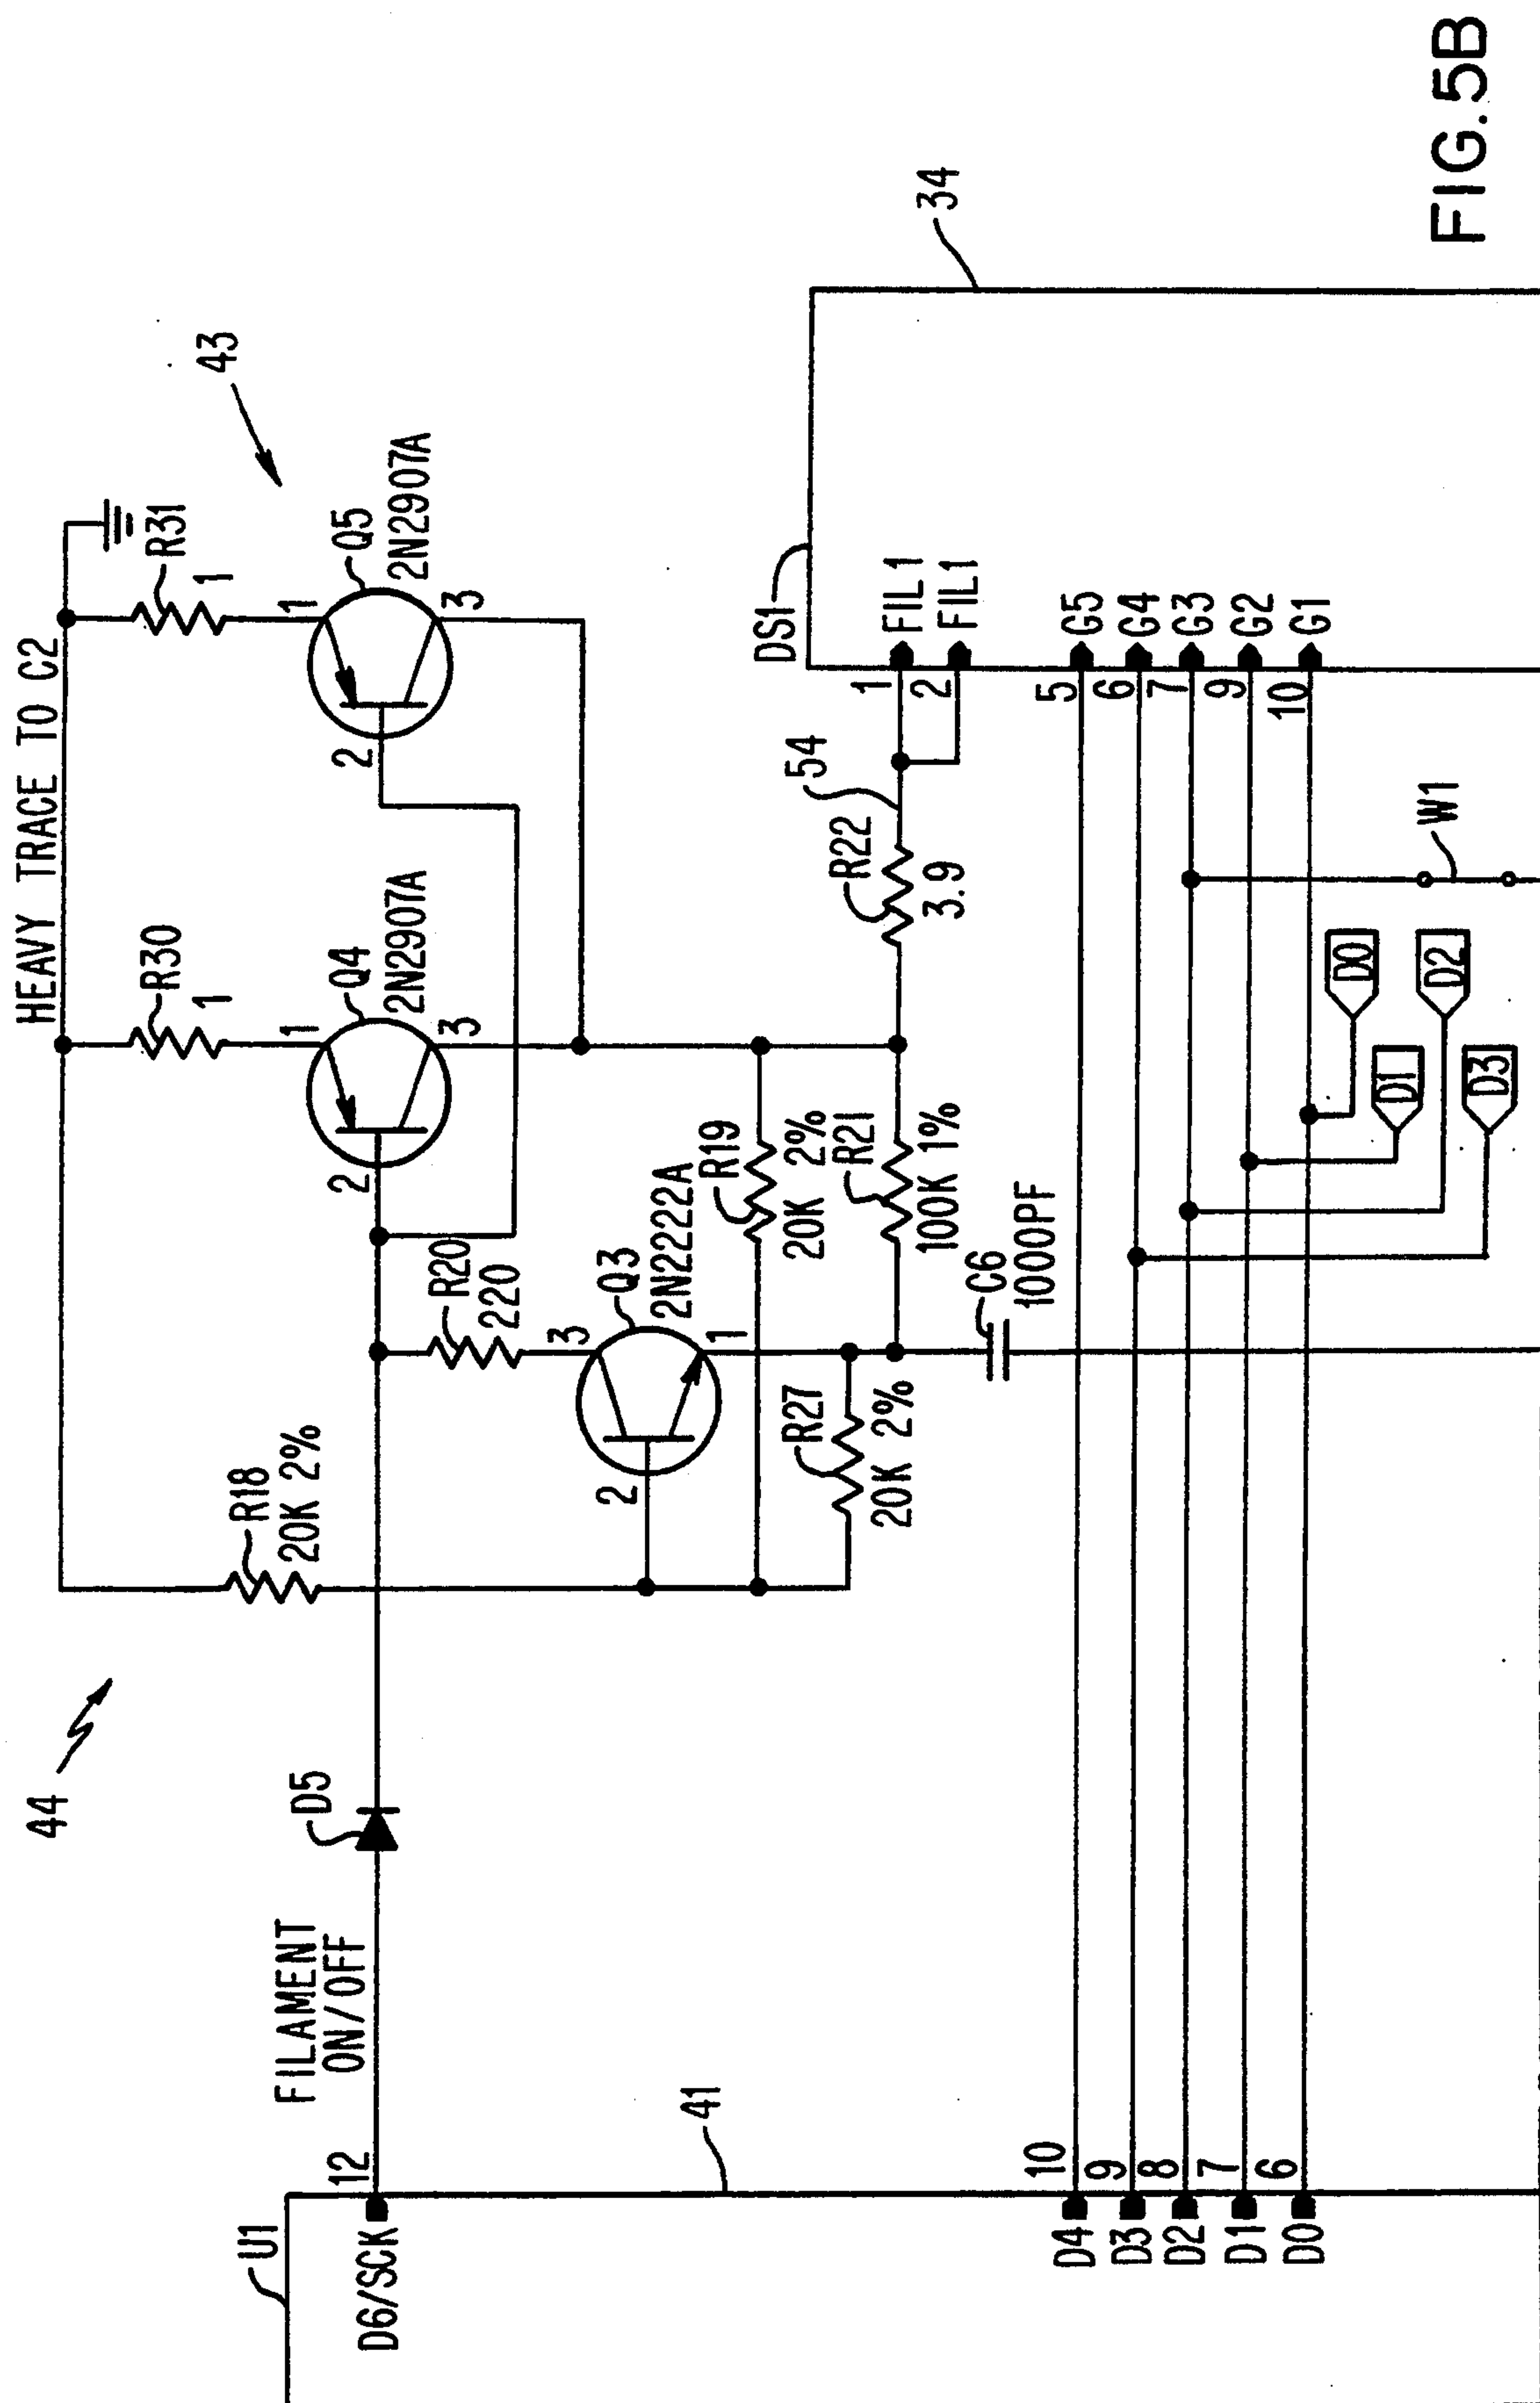 HEAVY TRACE TO C2
44
43
R18
20K 2%
R30
1
R31
1
FILAMENT
ON/OFF
D5
U1
12
D6/SCK
1
Q4
2N2907A
2
3
1
Q5
2N2907A
2
3
R20
220
3
Q3
2N2222A
2
1
R19
20K 2%
R27
20K 2%
R21
100K 1%
R22
3.9
54
C6
1000PF
41
DS1
34
1
FIL1
2
FIL1
D4
10
5
G5
D3
9
6
G4
D2
8
7
G3
D1
7
9
G2
D0
6
10
G1
D0
D1
D2
D3
W1
FIG.5B